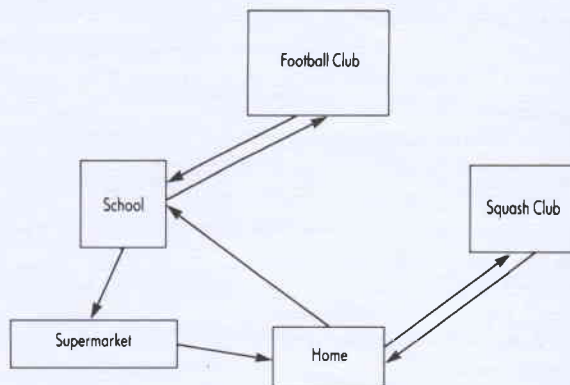 Football Club
School
Squash Club
Supermarket
Home